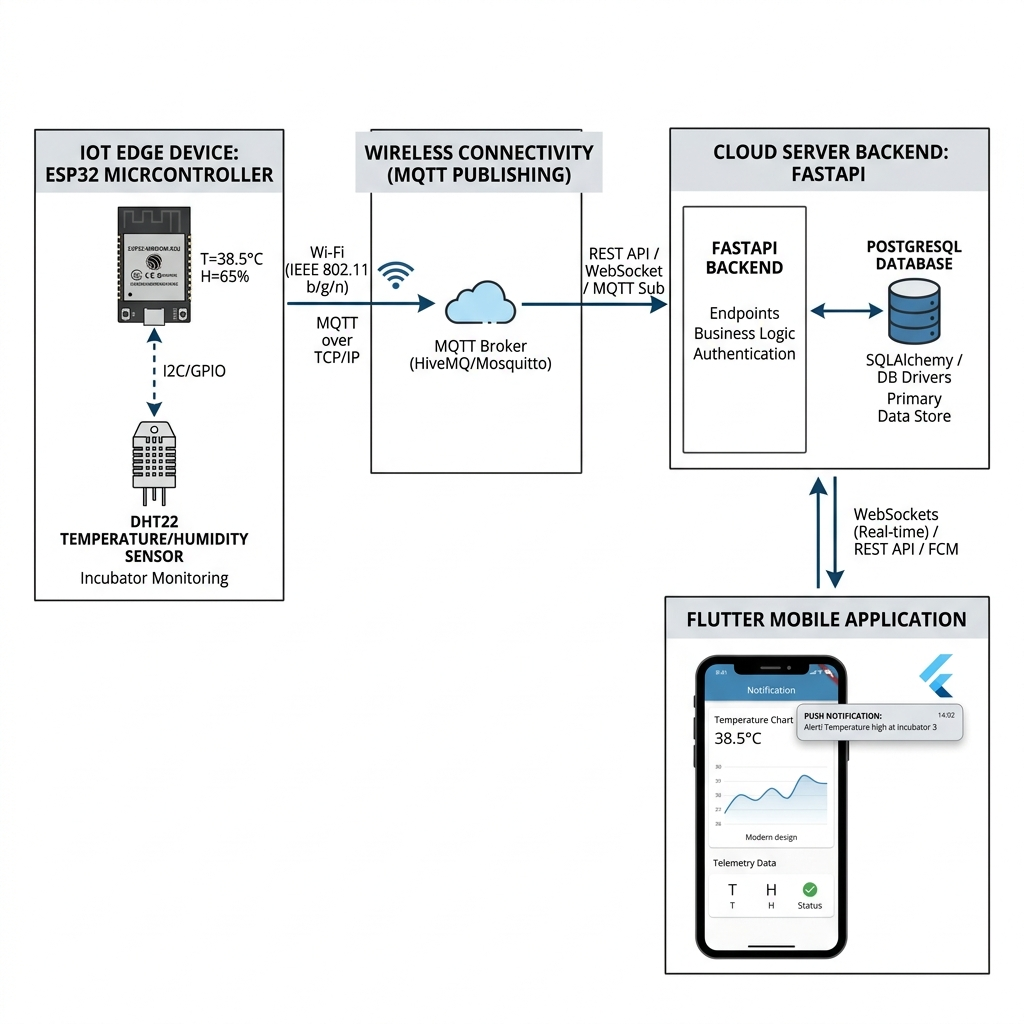 IOT EDGE DEVICE:
ESP32 MICRCONTROLLER
T=38.5°C
H=65%
I2C/GPIO
DHT22
TEMPERATURE/HUMIDITY
SENSOR
Incubator Monitoring
Wi-Fi
(IEEE 802.11
b/g/n)
MQTT
over
TCP/IP
WIRELESS CONNECTIVITY
(MQTT PUBLISHING)
MQTT Broker
(HiveMQ/Mosquitto)
REST API /
WebSocket
/ MQTT Sub
CLOUD SERVER BACKEND:
FASTAPI
FASTAPI
BACKEND
Endpoints
Business Logic
Authentication
POSTGRESQL
DATABASE
SQLAlchemy /
DB Drivers
Primary
Data Store
WebSockets
(Real-time) /
REST API / FCM
FLUTTER MOBILE APPLICATION
Notification
PUSH NOTIFICATION: 14:02
Alert! Temperature high at incubator 3
Temperature Chart
38.5°C
Modern design
Telemetry Data
T H
T H Status